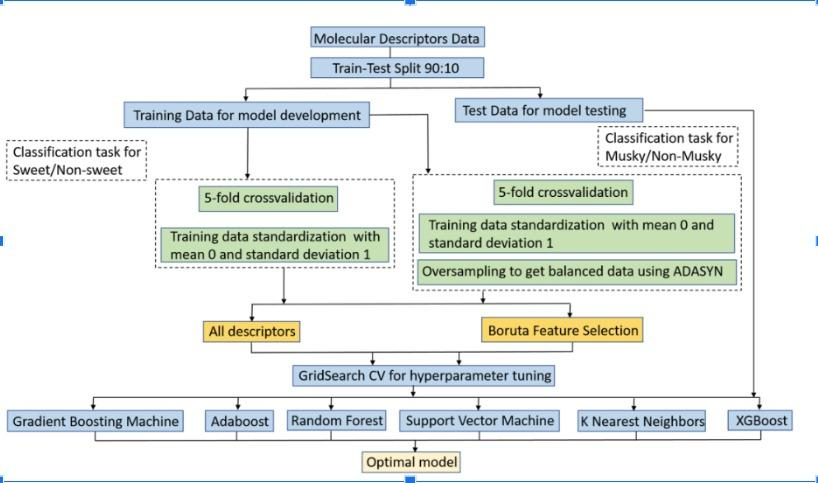 Molecular Descriptors Data
Train-Test Split 90:10
Training Data for model development
Test Data for model testing
Classification task for
Sweet/Non-sweet
Classification task for
Musky/Non-Musky
5-fold crossvalidation
Training data standardization with
mean 0 and standard deviation 1
5-fold crossvalidation
Training data standardization with mean 0 and
standard deviation 1
Oversampling to get balanced data using ADASYN
All descriptors
Boruta Feature Selection
GridSearch CV for hyperparameter tuning
Gradient Boosting Machine
Adaboost
Random Forest
Support Vector Machine
K Nearest Neighbors
XGBoost
Optimal model